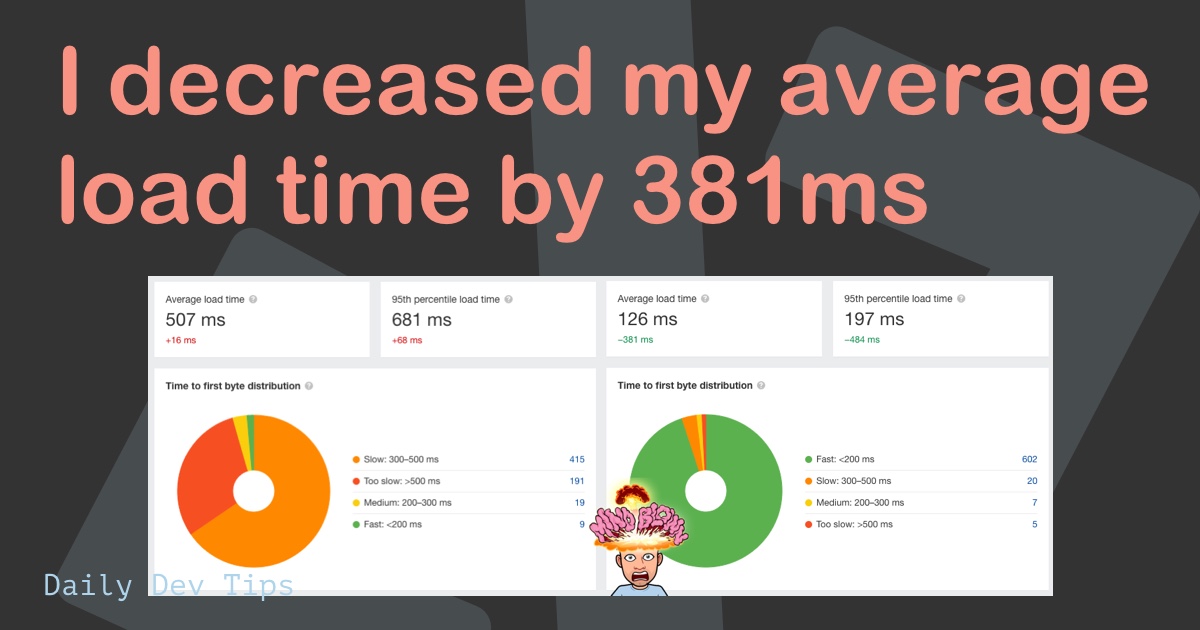 I decreased my average
load time by 381ms
Average load time ?
507 ms
+16 ms
95th percentile load time ?
681 ms
+68 ms
Average load time ?
126 ms
−381 ms
95th percentile load time ?
197 ms
−484 ms
Time to first byte distribution ?
Slow: 300–500 ms 415
Too slow: >500 ms 191
Medium: 200–300 ms 19
Fast: <200 ms 9
Time to first byte distribution ?
Fast: <200 ms 602
Slow: 300–500 ms 20
Medium: 200–300 ms 7
Too slow: >500 ms 5
MIND BLOWN
Daily Dev Tips